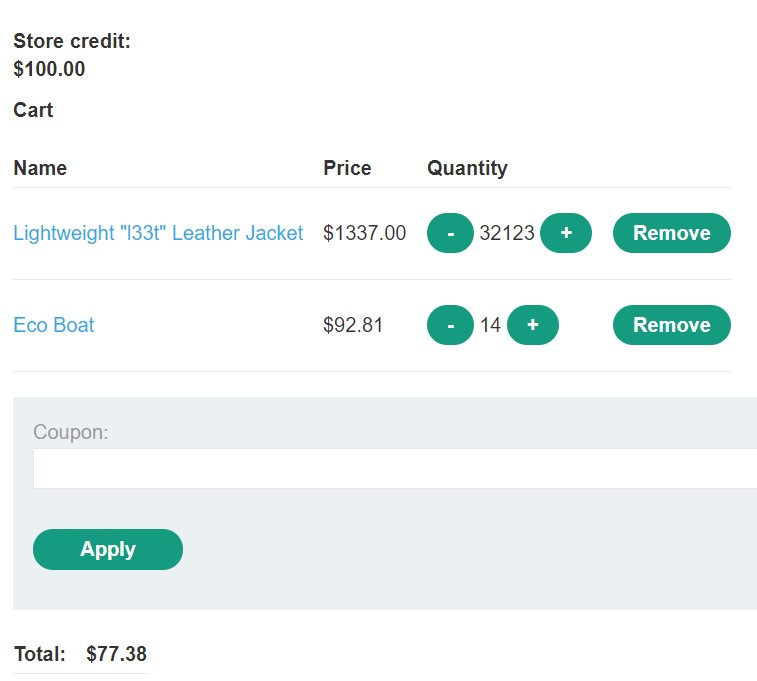 Store credit:
$100.00
Cart
Name Price Quantity
Lightweight "l33t" Leather Jacket $1337.00 - 32123 + Remove
Eco Boat $92.81 - 14 + Remove
Coupon:
Apply
Total: $77.38